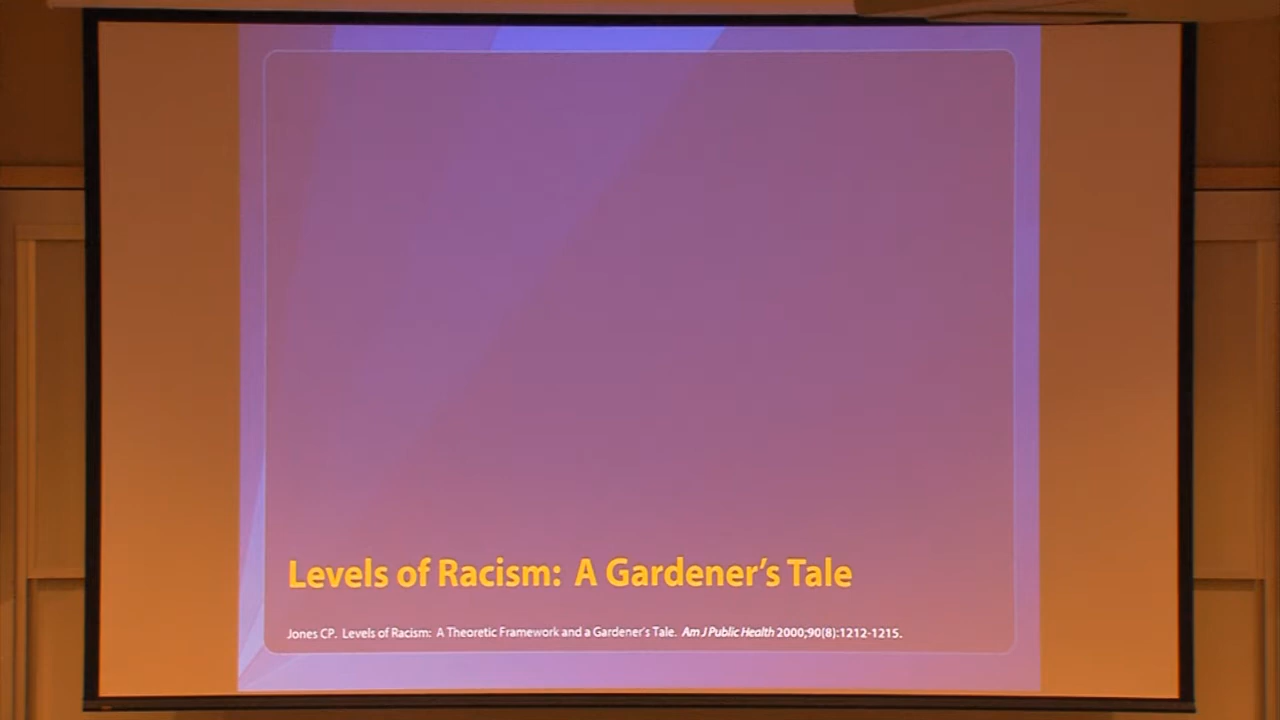 Levels of Racism: A Gardener's Tale
Jones CP. Levels of Racism: A Theoretic Framework and a Gardener's Tale. Am J Public Health 2000;90(8):1212-1215.